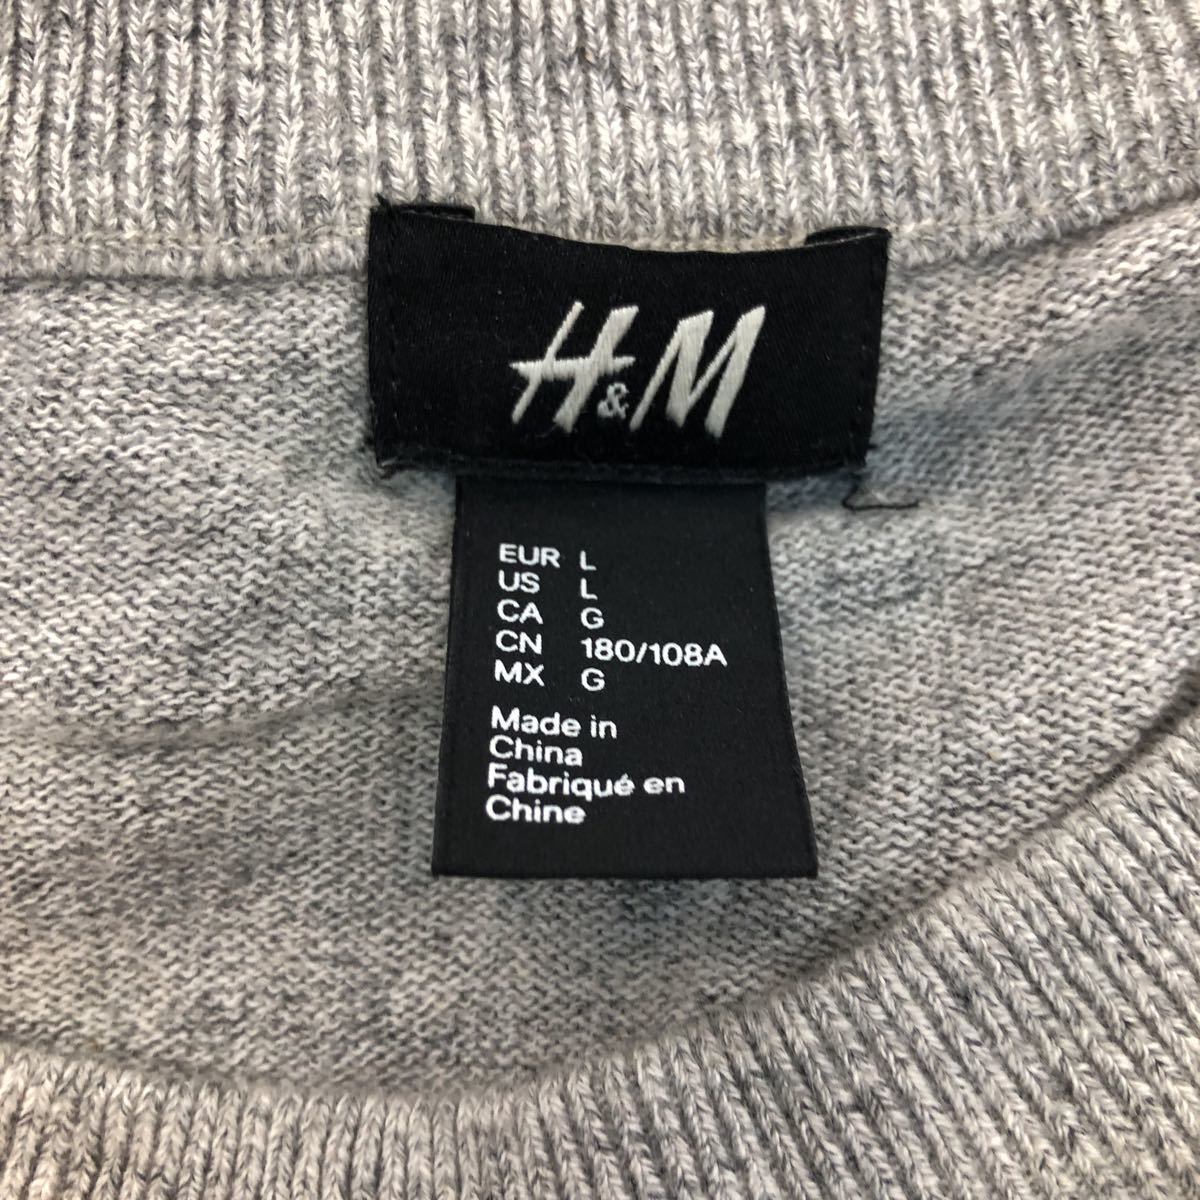 H&M
EUR L
US L
CA G
CN 180/108A
MX G
Made in
China
Fabriqué en
Chine